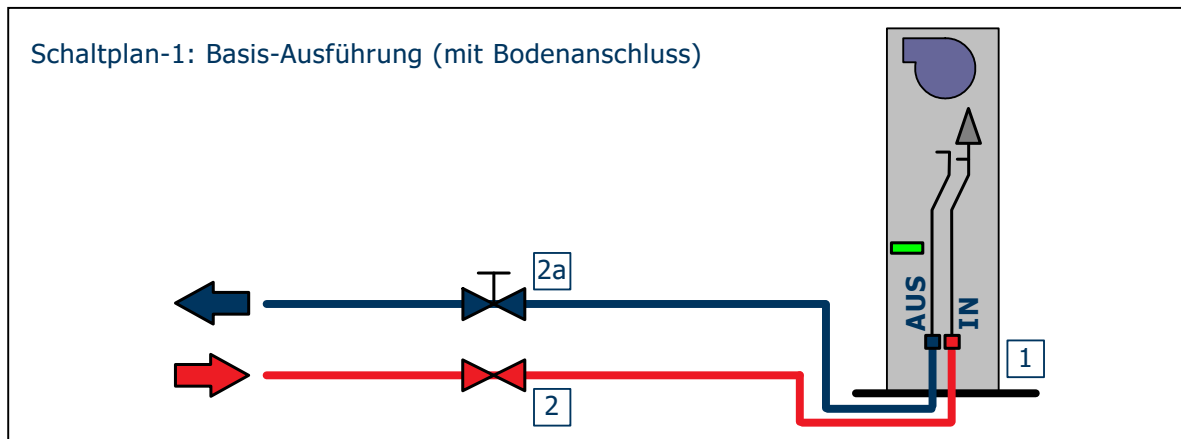 Schaltplan-1: Basis-Ausführung (mit Bodenanschluss)
2a
AUS
IN
1
2